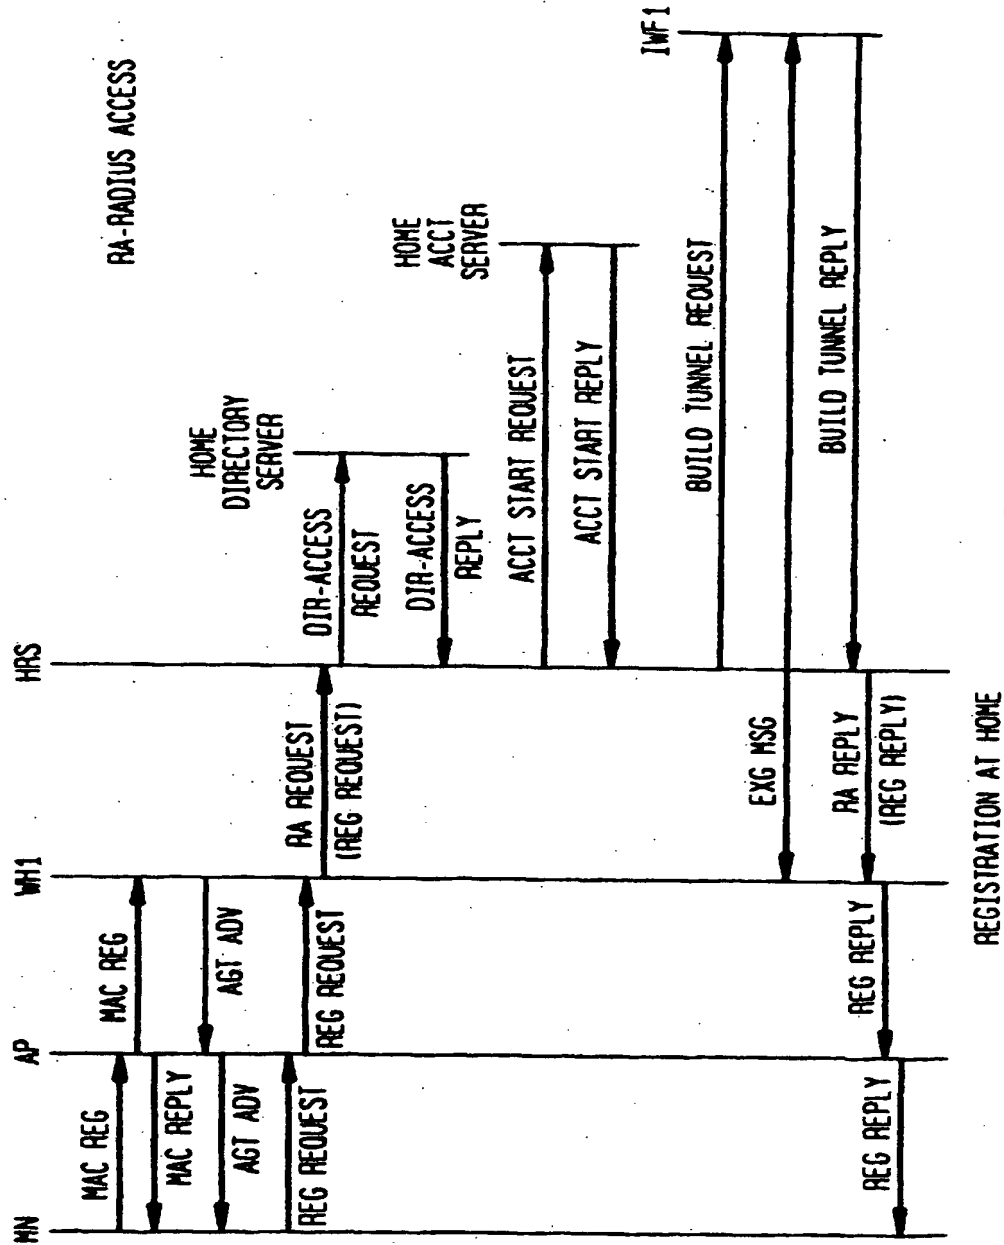 RA-RADIUS ACCESS
MN
AP
WH1
HRS
HOME
DIRECTORY
SERVER
HOME
ACCT
SERVER
IWF1
MAC REG
MAC REG
MAC REPLY
AGT ADV
AGT ADV
REG REQUEST
REG REQUEST
RA REQUEST
(REG REQUEST)
DIR-ACCESS
REQUEST
DIR-ACCESS
REPLY
ACCT START REQUEST
ACCT START REPLY
BUILD TUNNEL REQUEST
EXG MSG
BUILD TUNNEL REPLY
RA REPLY
(REG REPLY)
REG REPLY
REG REPLY
REGISTRATION AT HOME